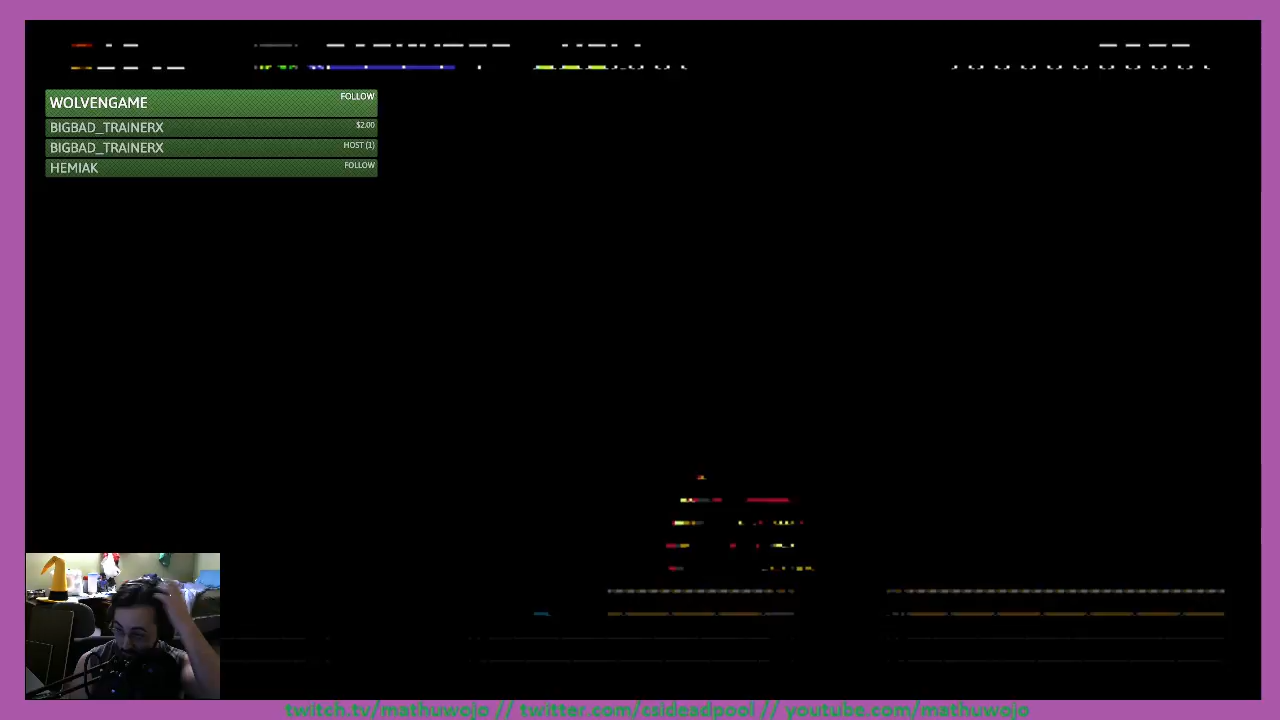 WOLVENGAME FOLLOW
BIGBAD_TRAINERX $2.00
BIGBAD_TRAINERX HOST (1)
HEMIAK FOLLOW
twitch.tv/mathuwojo // twitter.com/csideadpool // youtube.com/mathuwojo